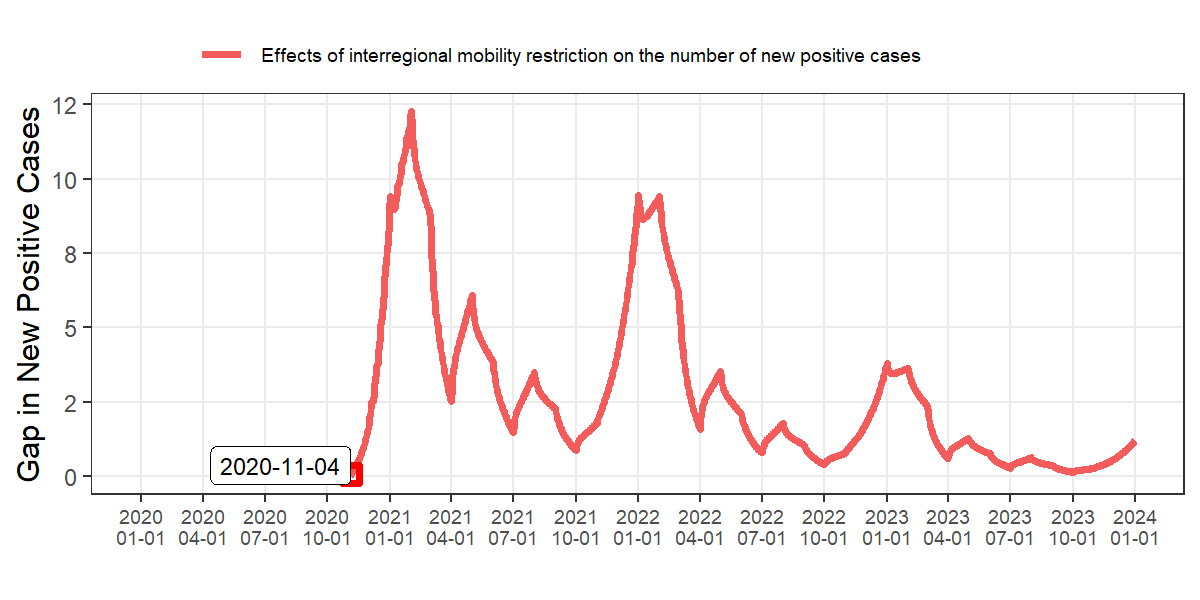 Effects of interregional mobility restriction on the number of new positive cases
Gap in New Positive Cases
12
10
8
5
2
0
2020-11-04
2020 2020 2020 2020 2021 2021 2021 2021 2022 2022 2022 2022 2023 2023 2023 2023 2024
01-01 04-01 07-01 10-01 01-01 04-01 07-01 10-01 01-01 04-01 07-01 10-01 01-01 04-01 07-01 10-01 01-01